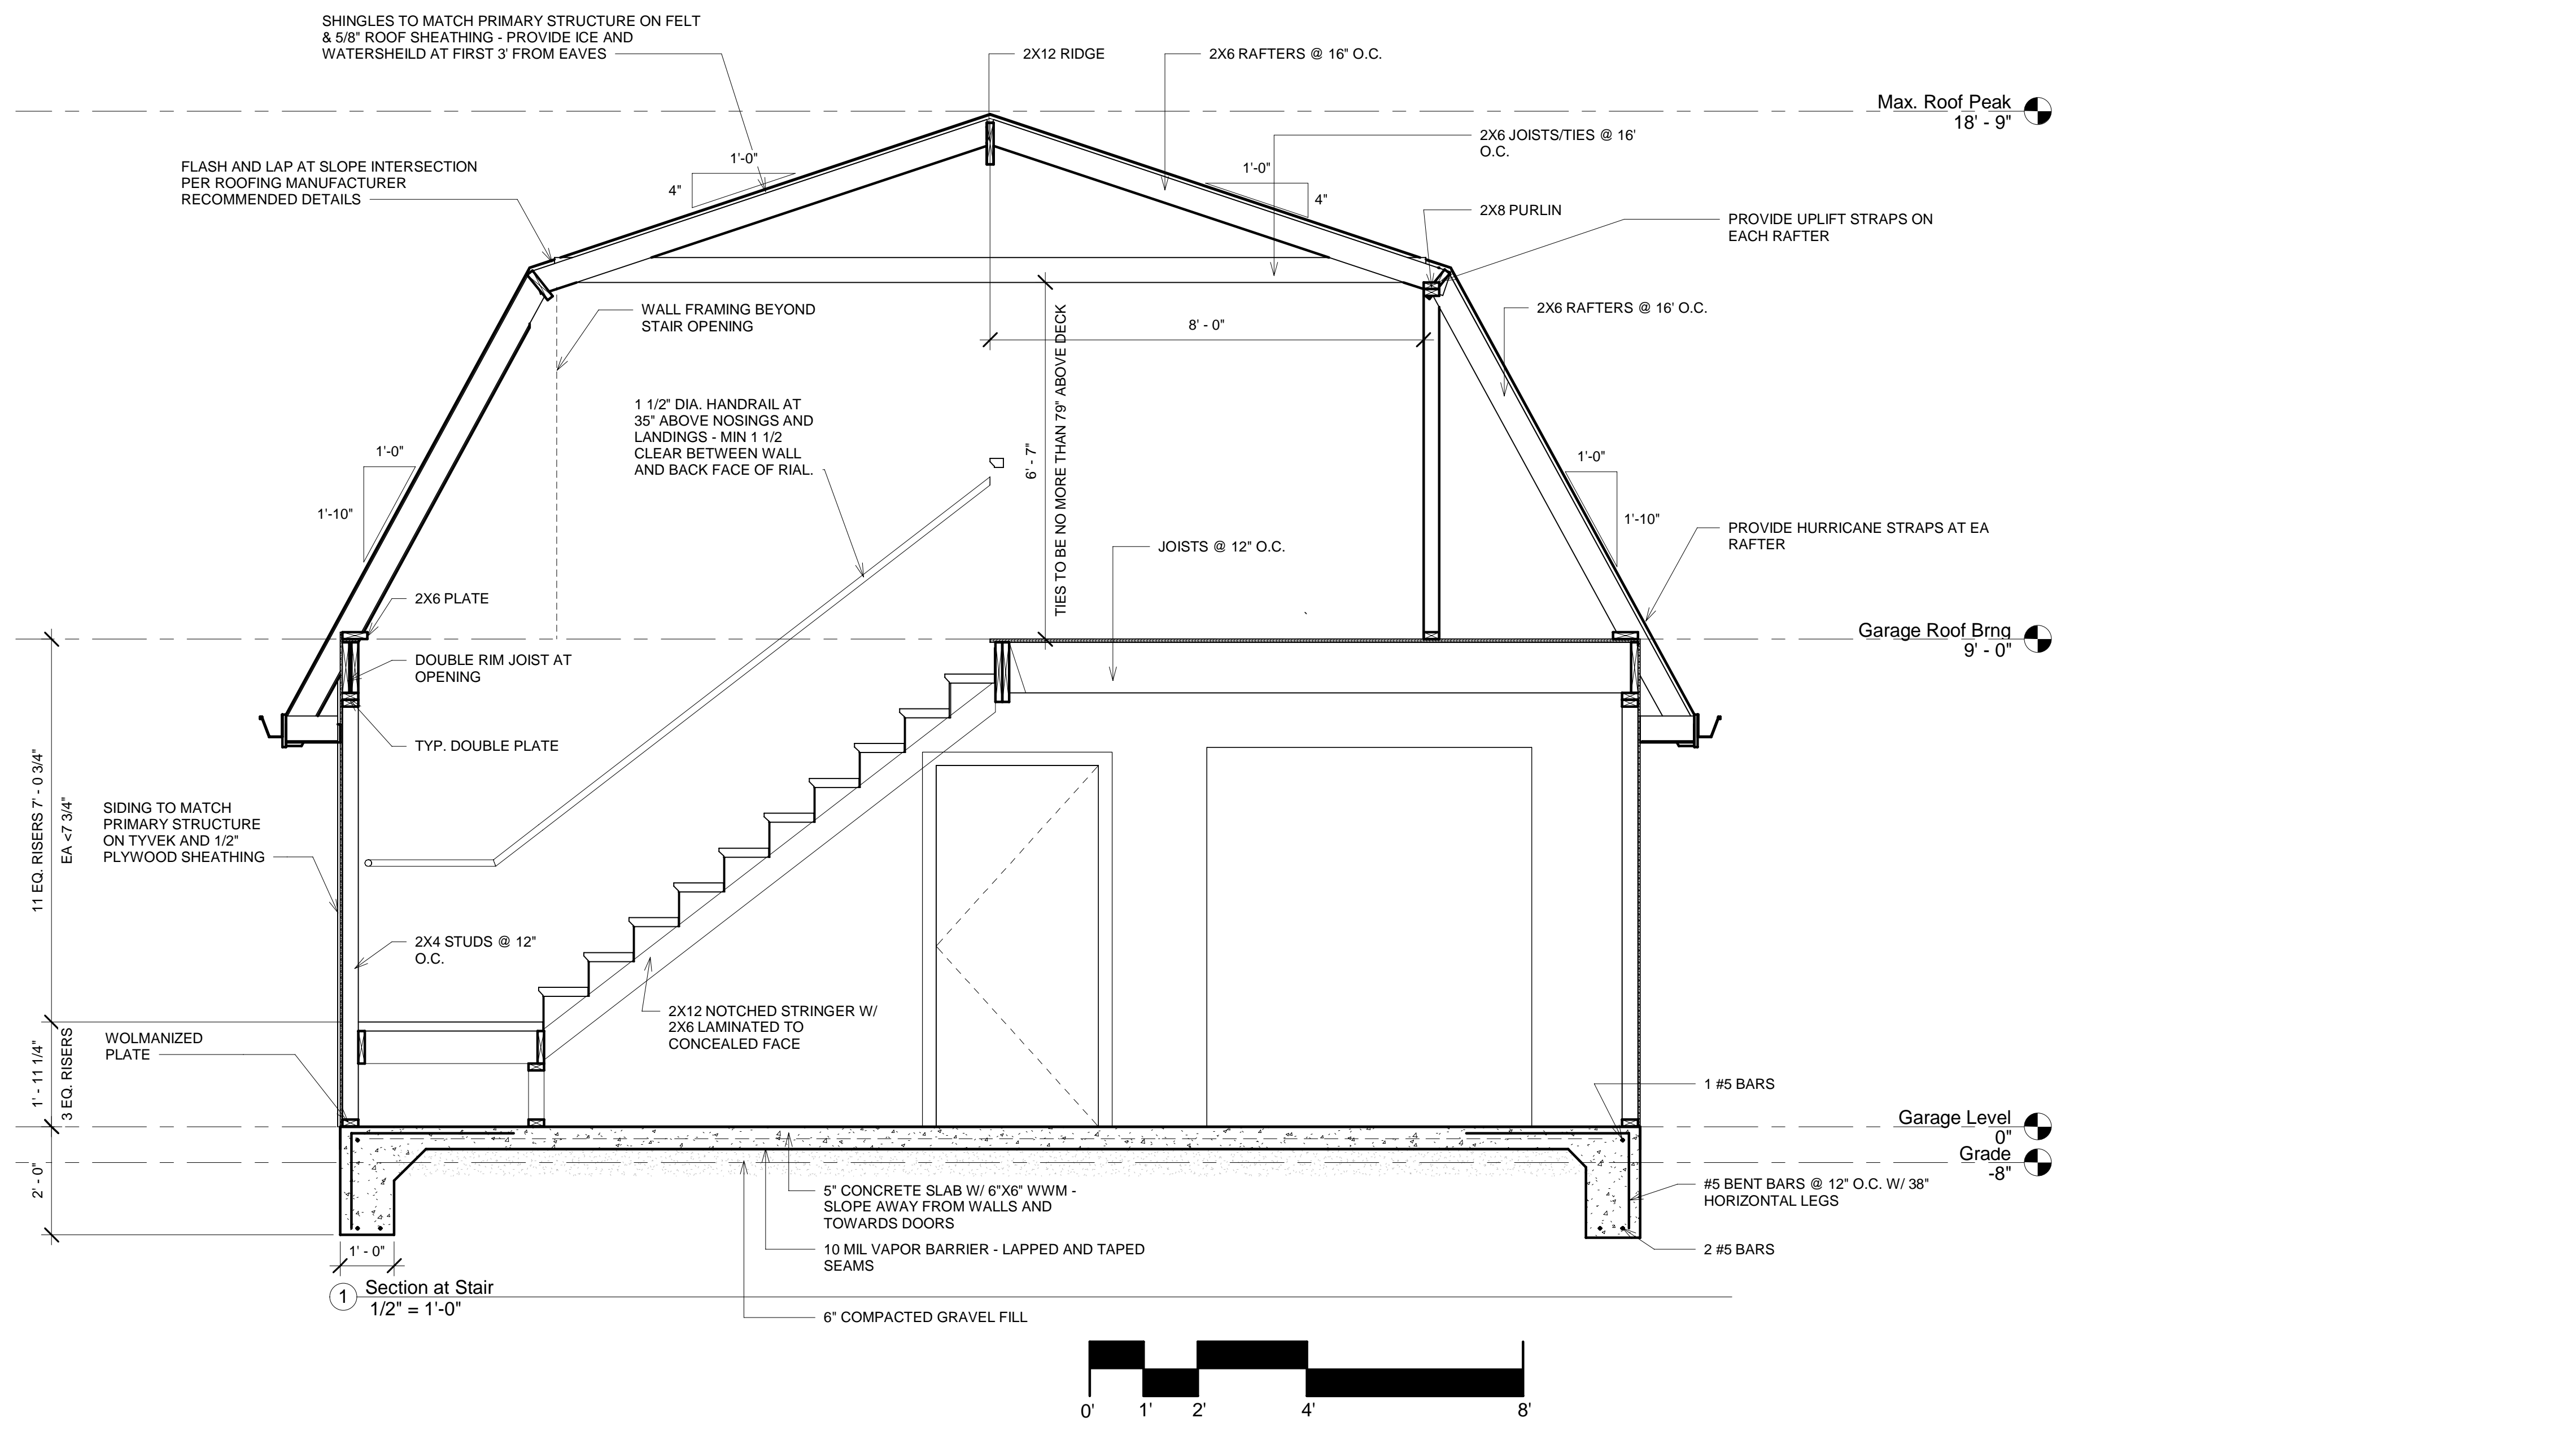 SHINGLES TO MATCH PRIMARY STRUCTURE ON FELT
& 5/8" ROOF SHEATHING - PROVIDE ICE AND
WATERSHEILD AT FIRST 3' FROM EAVES
2X12 RIDGE
2X6 RAFTERS @ 16" O.C.
Max. Roof Peak
18' - 9"
2X6 JOISTS/TIES @ 16'
O.C.
FLASH AND LAP AT SLOPE INTERSECTION
PER ROOFING MANUFACTURER
RECOMMENDED DETAILS
1'-0"
4"
1'-0"
4"
2X8 PURLIN
PROVIDE UPLIFT STRAPS ON
EACH RAFTER
WALL FRAMING BEYOND
STAIR OPENING
8' - 0"
2X6 RAFTERS @ 16' O.C.
1 1/2" DIA. HANDRAIL AT
35" ABOVE NOSINGS AND
LANDINGS - MIN 1 1/2
CLEAR BETWEEN WALL
AND BACK FACE OF RIAL.
6' - 7"
TIES TO BE NO MORE THAN 79" ABOVE DECK
1'-0"
1'-10"
1'-0"
1'-10"
PROVIDE HURRICANE STRAPS AT EA
RAFTER
JOISTS @ 12" O.C.
2X6 PLATE
Garage Roof Brng
9' - 0"
DOUBLE RIM JOIST AT
OPENING
TYP. DOUBLE PLATE
11 EQ. RISERS 7' - 0 3/4"
EA <7 3/4"
SIDING TO MATCH
PRIMARY STRUCTURE
ON TYVEK AND 1/2"
PLYWOOD SHEATHING
2X4 STUDS @ 12"
O.C.
2X12 NOTCHED STRINGER W/
2X6 LAMINATED TO
CONCEALED FACE
WOLMANIZED
PLATE
1' - 11 1/4"
3 EQ. RISERS
1 #5 BARS
Garage Level
0"
Grade
-8"
2' - 0"
#5 BENT BARS @ 12" O.C. W/ 38"
HORIZONTAL LEGS
5" CONCRETE SLAB W/ 6"X6" WWM -
SLOPE AWAY FROM WALLS AND
TOWARDS DOORS
1' - 0"
10 MIL VAPOR BARRIER - LAPPED AND TAPED
SEAMS
2 #5 BARS
1
Section at Stair
1/2" = 1'-0"
6" COMPACTED GRAVEL FILL
0' 1' 2' 4' 8'